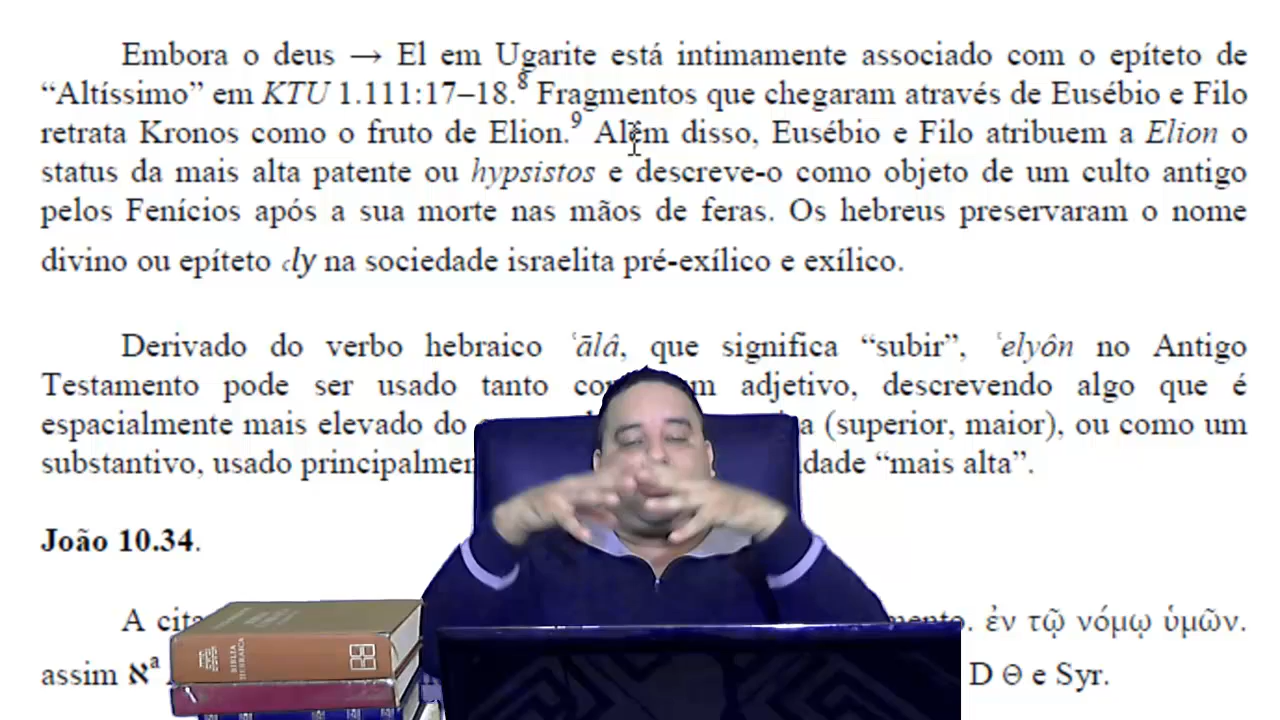 Embora o deus → El em Ugarite está intimamente associado com o epíteto de
“Altíssimo” em KTU 1.111:17–18.8 Fragmentos que chegaram através de Eusébio e Filo
retrata Kronos como o fruto de Elion.9 Além disso, Eusébio e Filo atribuem a Elion o
status da mais alta patente ou hypsistos e descreve-o como objeto de um culto antigo
pelos Fenícios após a sua morte nas mãos de feras. Os hebreus preservaram o nome
divino ou epíteto ʿly na sociedade israelita pré-exílico e exílico.
Derivado do verbo hebraico ʿālâ, que significa “subir”, ʿelyôn no Antigo
Testamento pode ser usado tanto adjetivo, descrevendo algo que é
espacialmente mais elevado do (superior, maior), ou como um
substantivo, usado “mais alta”.
João 10.34.
A ἐν τῷ νόμῳ ὑμῶν.
assim אa D Θ e Syr.
BIBLIA
HEBRAICA